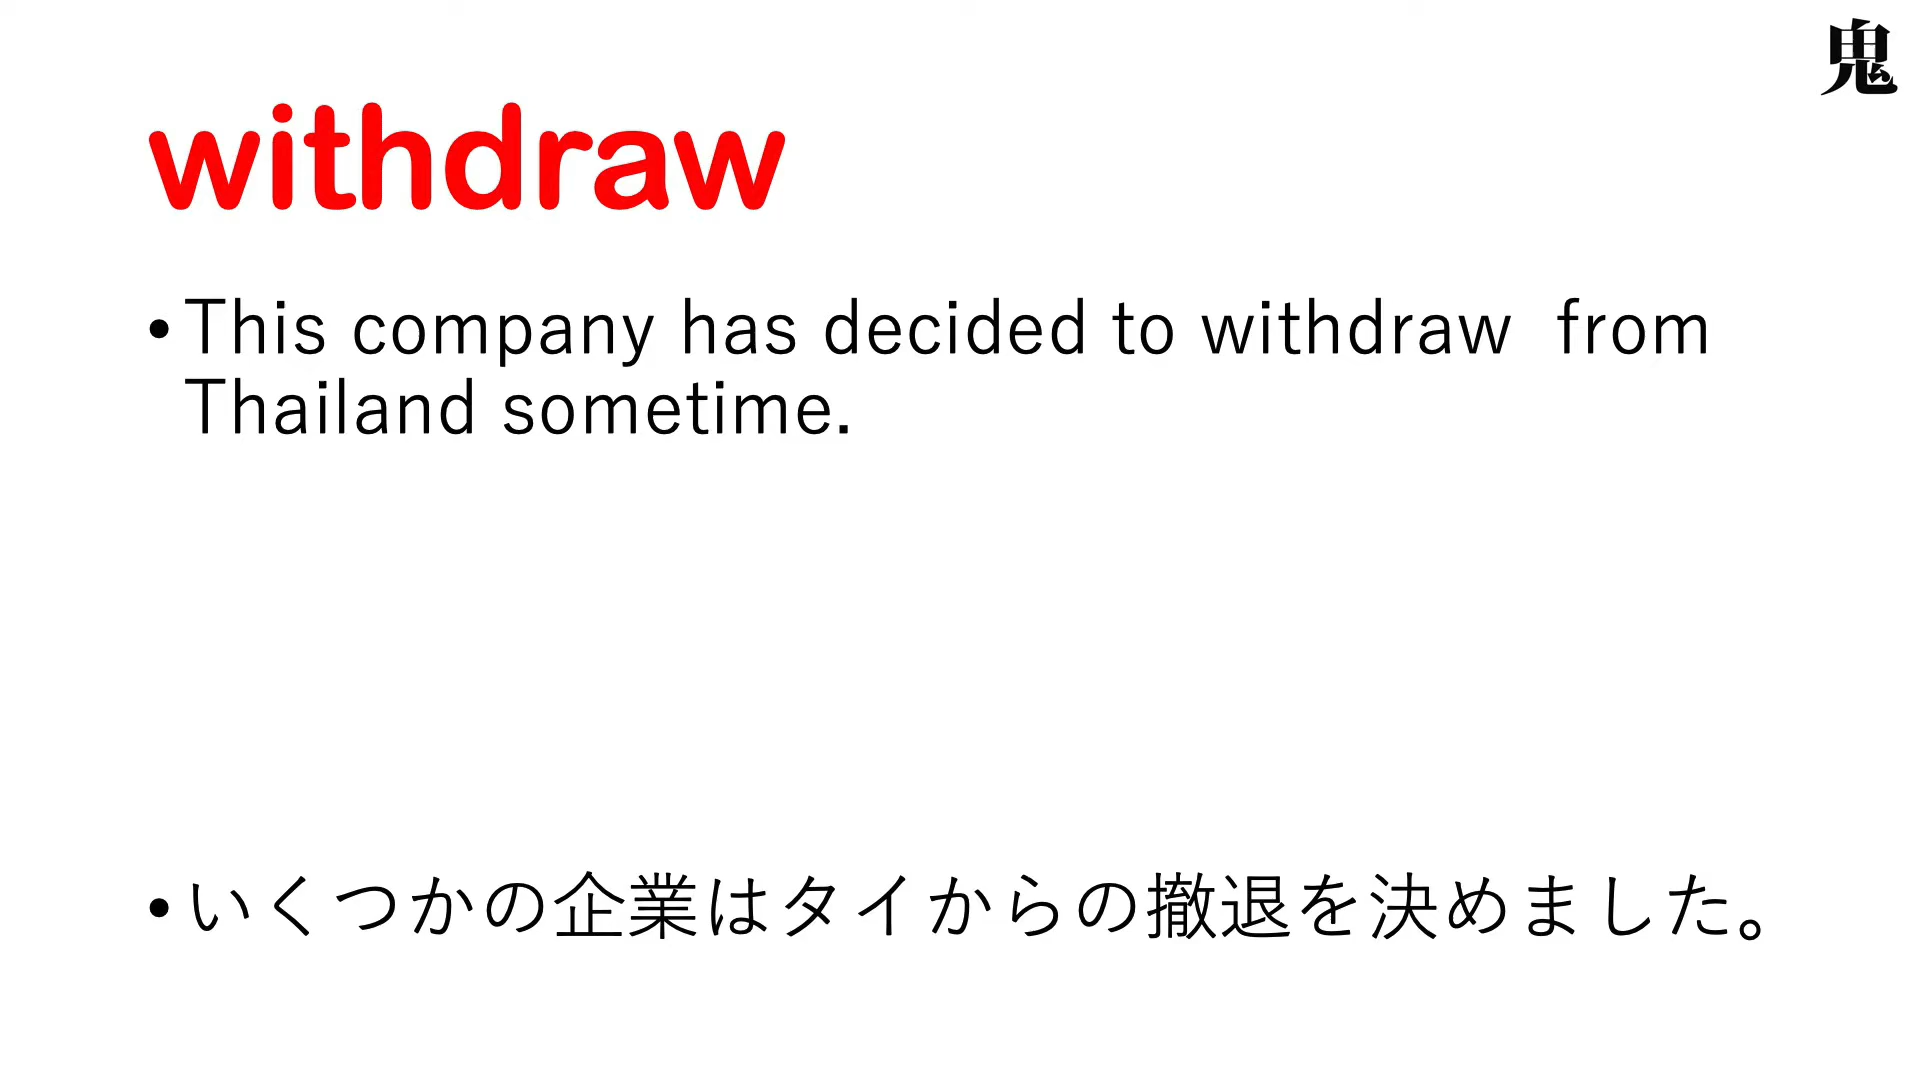 鬼
withdraw
• This company has decided to withdraw  from
Thailand sometime.
• いくつかの企業はタイからの撤退を決めました。